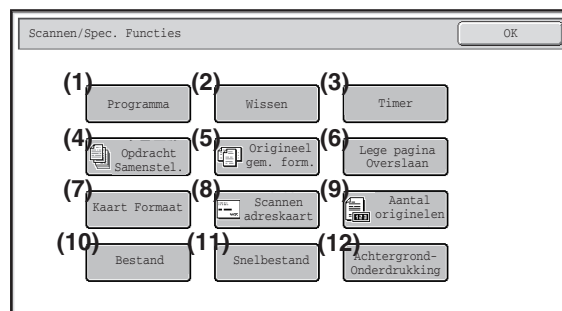 Scannen/Spec. Functies
OK
(1) Programma
(2) Wissen
(3) Timer
(4) Opdracht
Samenstel.
(5) Origineel
gem. form.
(6) Lege pagina
Overslaan
(7) Kaart Formaat
(8) Scannen
adreskaart
(9) Aantal
originelen
123
(10) Bestand
(11) Snelbestand
(12) Achtergrond-
Onderdrukking